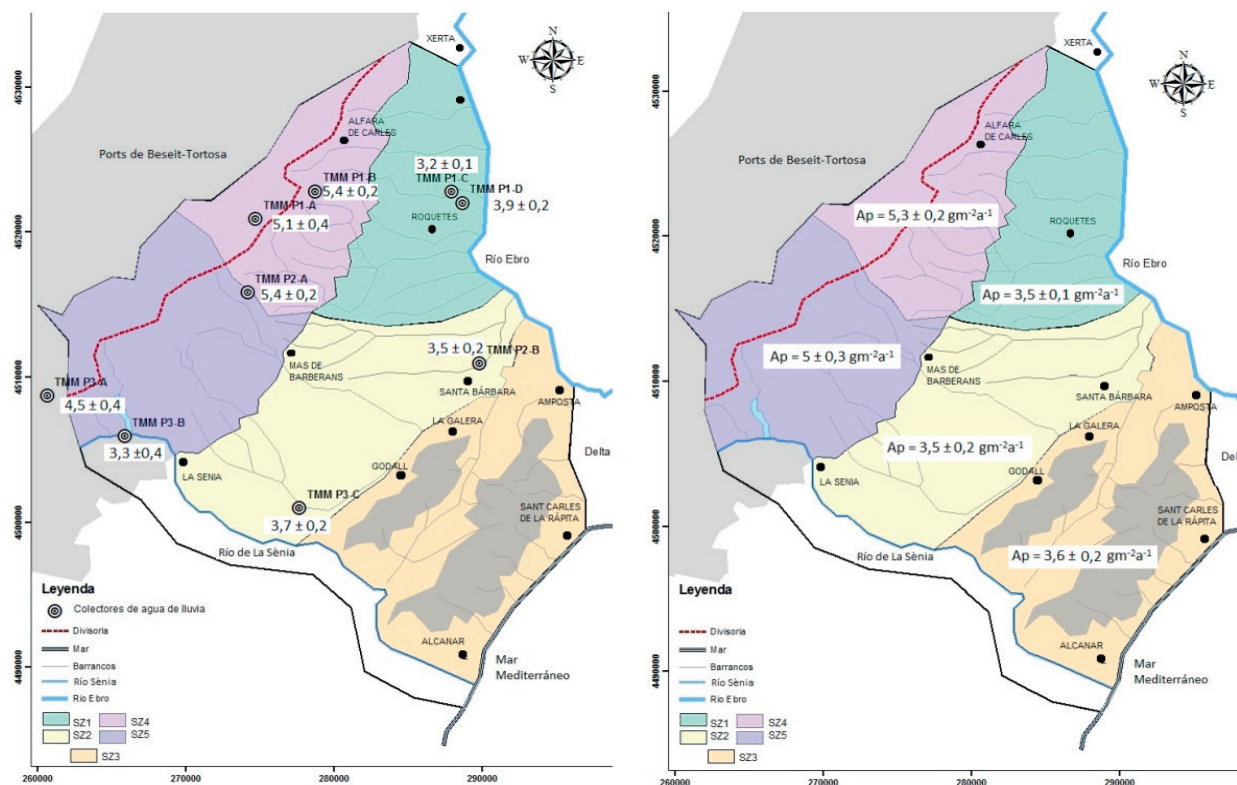 XERTA
N
W E
S
4530000
ALFARA
DE CARLES
Ports de Beseit-Tortosa
3,2 ± 0,1
TMM P1-B
5,4 ± 0,2
TMM P1-C
TMM P1-D
3,9 ± 0,2
TMM P1-A
5,1 ± 0,4
ROQUETES
4520000
Río Ebro
TMM P2-A
5,4 ± 0,2
3,5 ± 0,2
TMM P2-B
MAS DE
BARBERANS
SANTA BÁRBARA
4510000
TMM P3-A
4,5 ± 0,4
AMPOSTA
LA GALERA
TMM P3-B
3,3 ±0,4
Delta
LA SENIA
GODALL
TMM P3-C
3,7 ± 0,2
SANT CARLES
DE LA RÁPITA
4500000
Río de La Sènia
Leyenda
Colectores de agua de lluvia
Divisoria
Mar
Barrancos
Río Sènia
Rio Ebro
SZ1 SZ4
SZ2 SZ5
SZ3
ALCANAR
Mar
Mediterráneo
4490000
260000 270000 280000 290000
XERTA
N
W E
S
4530000
ALFARA
DE CARLES
Ports de Beseit-Tortosa
Ap = 5,3 ± 0,2 gm⁻²a⁻¹
ROQUETES
4520000
Río Ebro
Ap = 3,5 ± 0,1 gm⁻²a⁻¹
Ap = 5 ± 0,3 gm⁻²a⁻¹
MAS DE
BARBERANS
4510000
SANTA BÁRBARA
AMPOSTA
LA GALERA
Ap = 3,5 ± 0,2 gm⁻²a⁻¹
Del
LA SENIA
GODALL
SANT CARLES
DE LA RÁPITA
4500000
Río de La Sènia
Ap = 3,6 ± 0,2 gm⁻²a⁻¹
Leyenda
Divisoria
Mar
Barrancos
Río Sènia
Rio Ebro
SZ1 SZ4
SZ2 SZ5
SZ3
ALCANAR
Mar
Mediterráneo
4490000
260000 270000 280000 290000